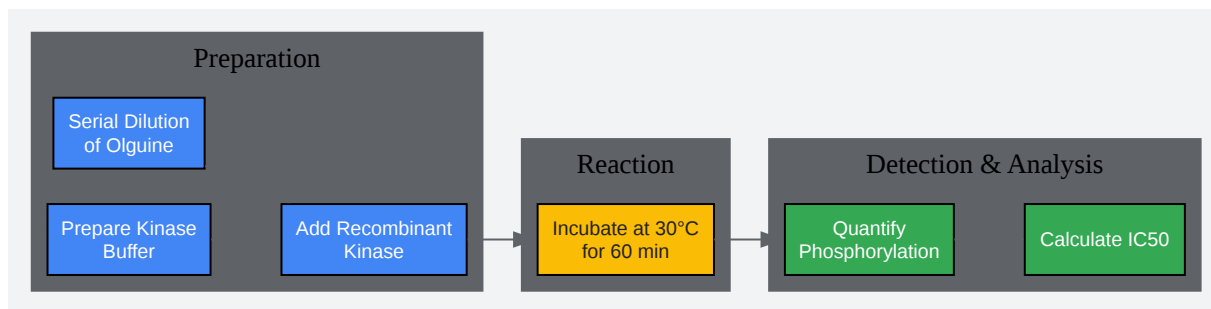 Preparation
Serial Dilution
of Olguine
Prepare Kinase
Buffer
Add Recombinant
Kinase
Reaction
Incubate at 30°C
for 60 min
Detection & Analysis
Quantify
Phosphorylation
Calculate IC50